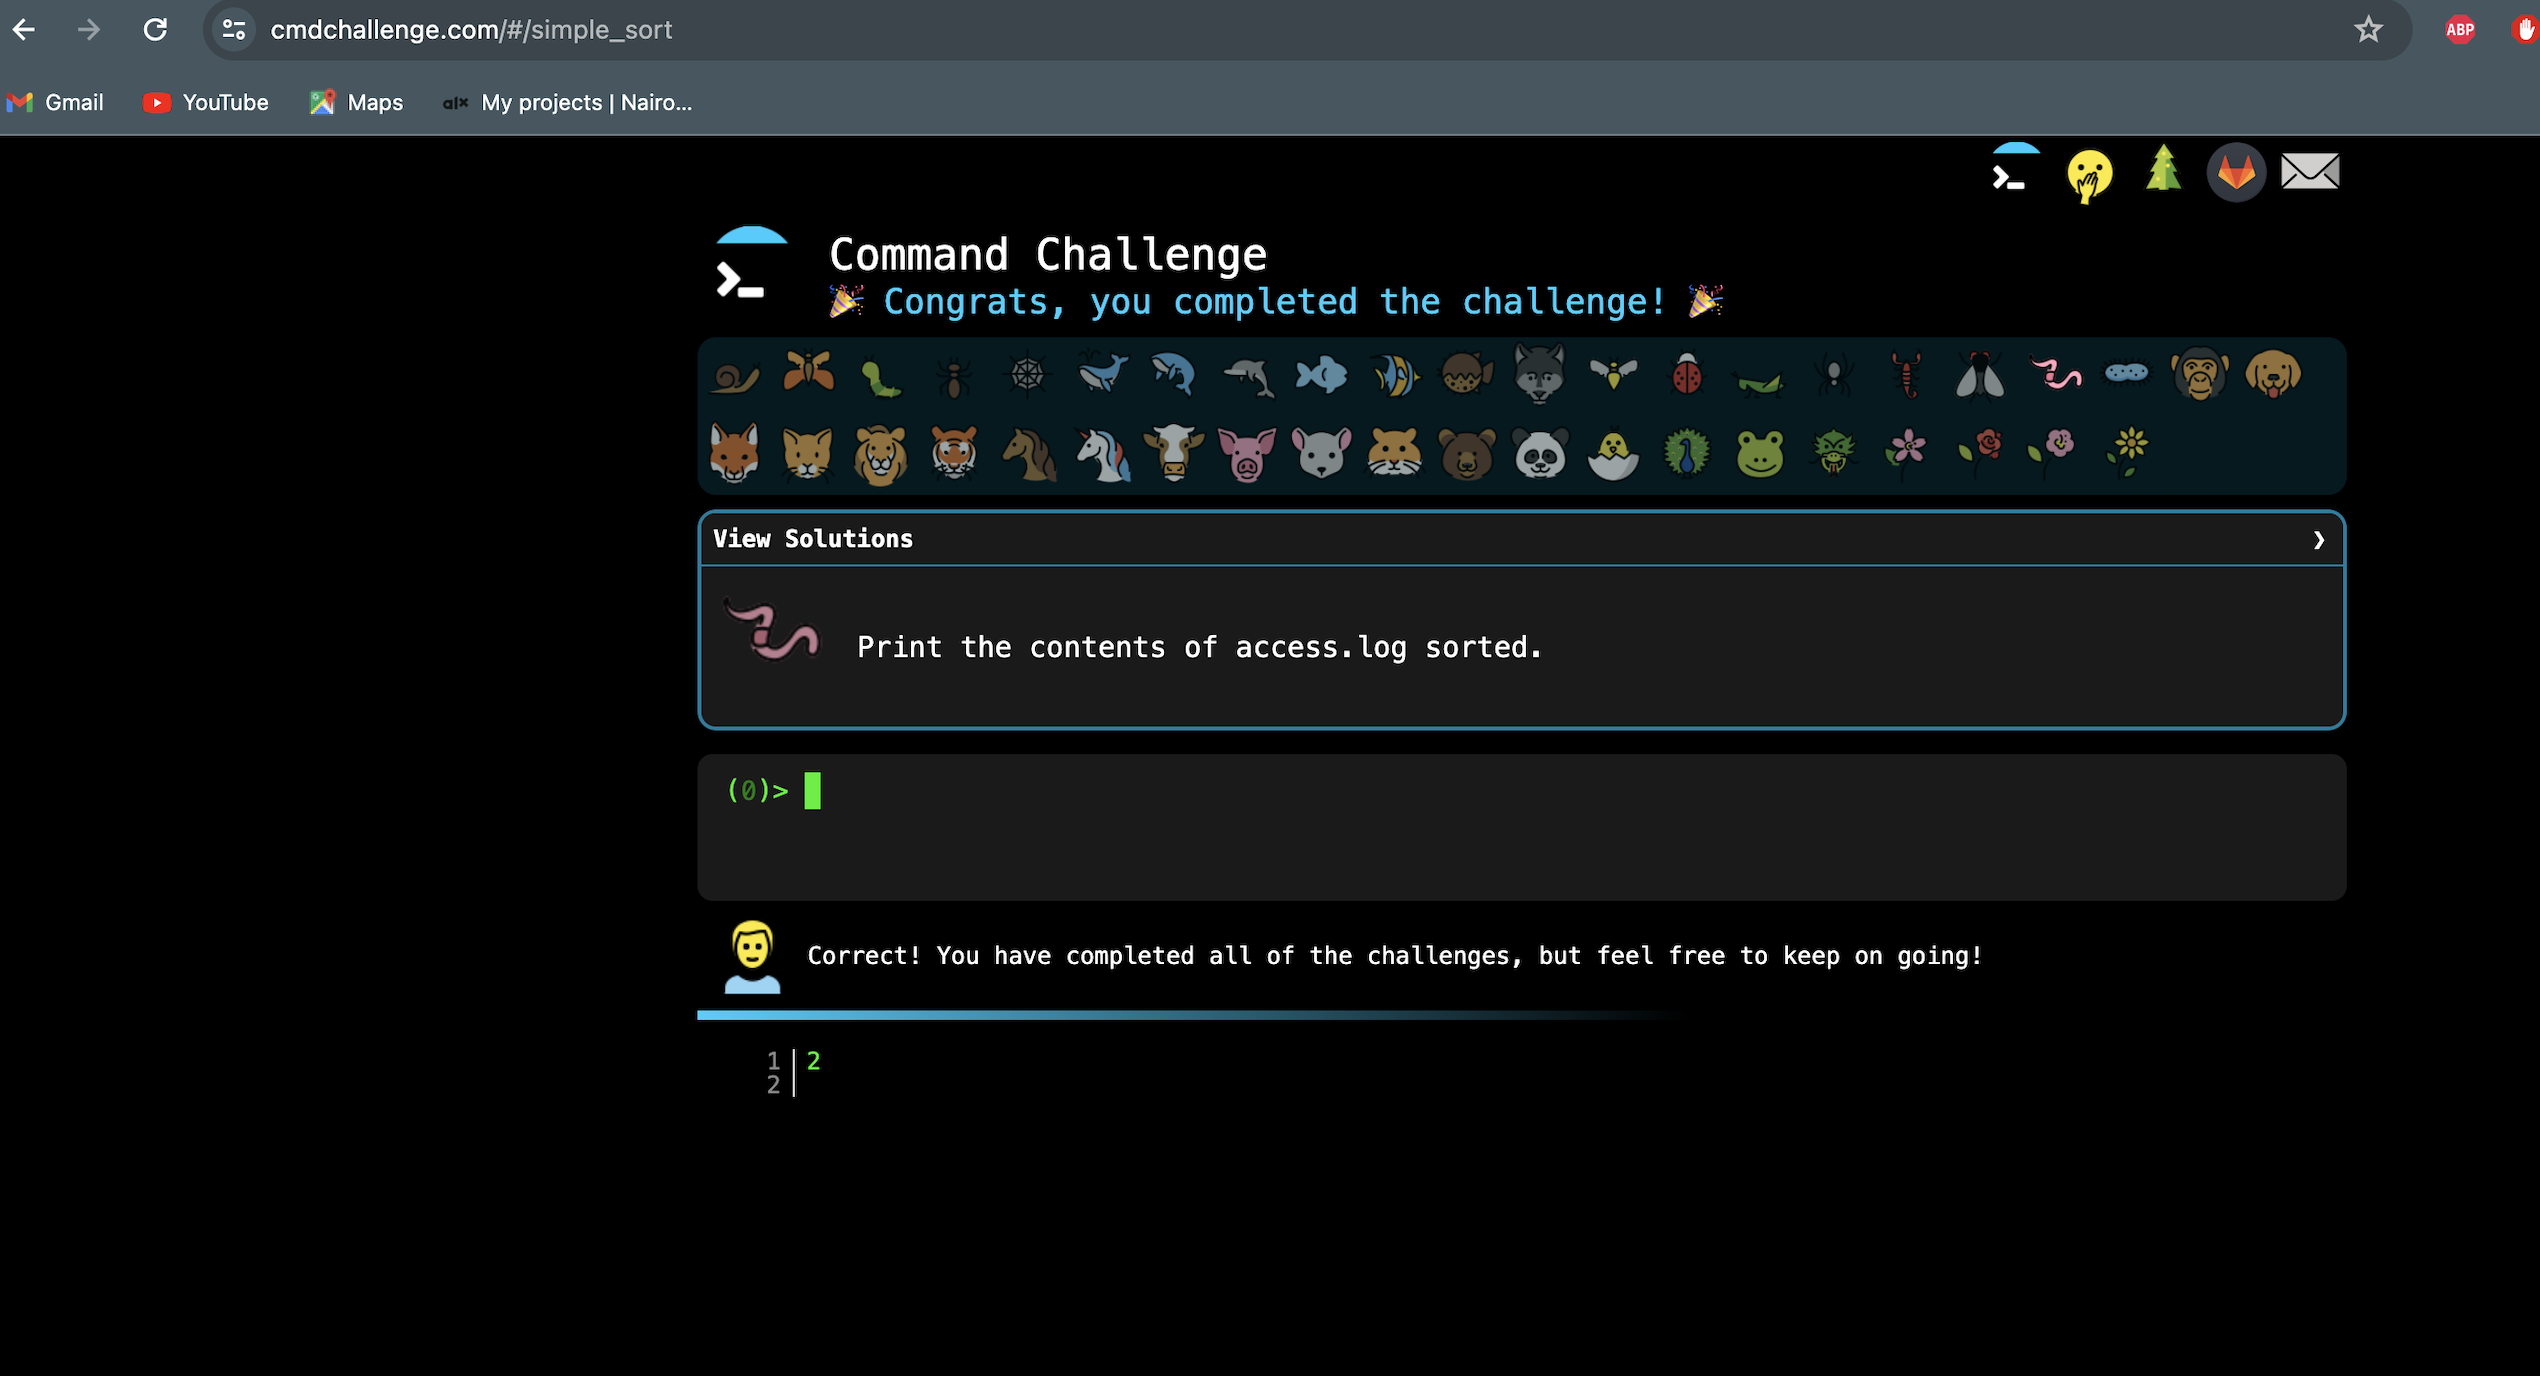 cmdchallenge.com/#/simple_sort
ABP
Gmail YouTube Maps alx My projects | Nairo...
Command Challenge
Congrats, you completed the challenge!
View Solutions ❯
Print the contents of access.log sorted.
(0)>
Correct! You have completed all of the challenges, but feel free to keep on going!
1 2
2